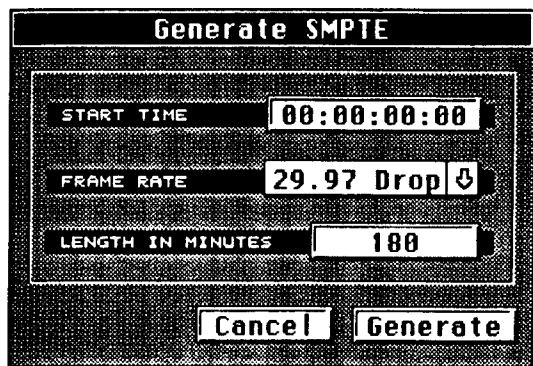 Generate SMPTE
START TIME 00:00:00:00
FRAME RATE 29.97 Drop
LENGTH IN MINUTES 180
Cancel Generate